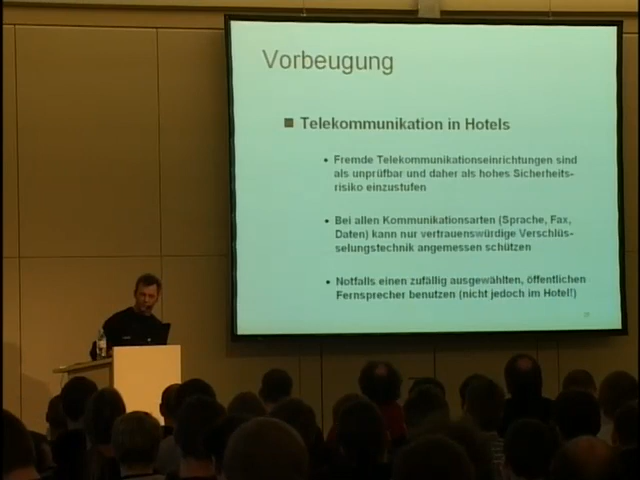 Vorbeugung
Telekommunikation in Hotels
Fremde Telekommunikationseinrichtungen sind
als unprüfbar und daher als hohes Sicherheits-
risiko einzustufen
Bei allen Kommunikationsarten (Sprache, Fax,
Daten) kann nur vertrauenswürdige Verschlüs-
selungstechnik angemessen schützen
Notfalls einen zufällig ausgewählten, öffentlichen
Fernsprecher benutzen (nicht jedoch im Hotel!)